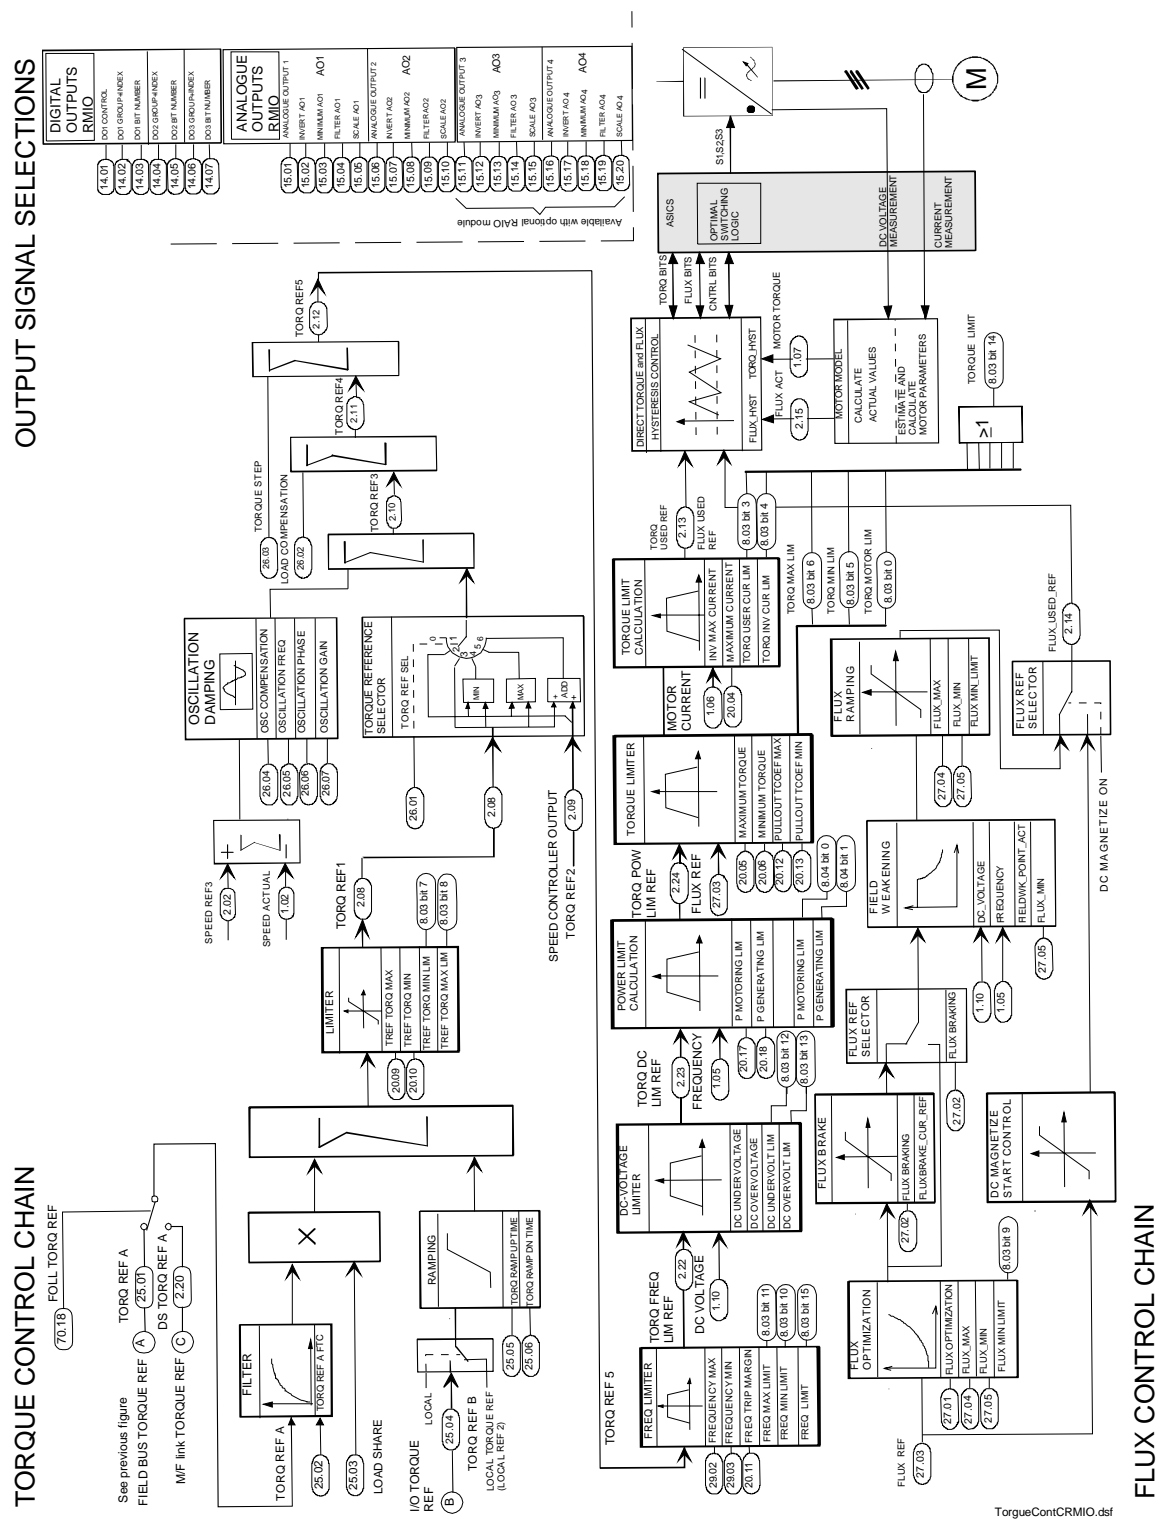 TORQUE CONTROL CHAIN
OUTPUT SIGNAL SELECTIONS
DIGITAL
OUTPUTS
RMIO
14.01
DO1 CONTROL
14.02
DO1 GROUP+INDEX
14.03
DO1 BIT NUMBER
14.04
DO2 GROUP+INDEX
14.05
DO2 BIT NUMBER
14.06
DO3 GROUP+INDEX
14.07
DO3 BIT NUMBER
ANALOGUE
OUTPUTS
RMIO
15.01
ANALOGUE OUTPUT 1
15.02
INVERT AO1
15.03
MINIMUM AO1
AO1
15.04
FILTER AO1
15.05
SCALE AO1
15.06
ANALOGUE OUTPUT 2
15.07
INVERT AO2
15.08
MINIMUM AO2
AO2
15.09
FILTER AO2
15.10
SCALE AO2
15.11
ANALOGUE OUTPUT 3
15.12
INVERT AO3
15.13
MINIMUM AO3
AO3
15.14
FILTER AO3
15.15
SCALE AO3
15.16
ANALOGUE OUTPUT 4
15.17
INVERT AO4
15.18
MINIMUM AO4
AO4
15.19
FILTER AO4
15.20
SCALE AO4
Available with optional RAIO module
70.18
FOLL TORQ REF
See previous figure
FIELD BUS TORQUE REF
A
25.01
TORQ REF A
M/F link TORQUE REF
C
2.20
DS TORQ REF A
FILTER
TORQ REF A FTC
TORQ REF A
25.02
25.03
LOAD SHARE
X
I/O TORQUE
REF
B
25.04
LOCAL
TORQ REF B
LOCAL TORQUE REF
(LOCAL REF 2)
RAMPING
TORQ RAMP UP TIME
TORQ RAMP DN TIME
25.05
25.06
LIMITER
TREF TORQ MAX
TREF TORQ MIN
TREF TORQ MIN LIM
TREF TORQ MAX LIM
20.09
20.10
8.03 bit 7
8.03 bit 8
TORQ REF1
2.08
SPEED REF3
2.02
SPEED ACTUAL
1.02
+
–
OSCILLATION
DAMPING
OSC COMPENSATION
OSCILLATION FREQ
OSCILLATION PHASE
OSCILLATION GAIN
26.04
26.05
26.06
26.07
TORQUE REFERENCE
SELECTOR
TORQ REF SEL
26.01
0
1
2
3
4
5
6
MIN
MAX
+
ADD
+
2.08
SPEED CONTROLLER OUTPUT
TORQ REF2
2.09
26.03
TORQUE STEP
26.02
LOAD COMPENSATION
TORQ REF3
2.10
TORQ REF4
2.11
TORQ REF5
2.12
TORQ REF 5
FREQ LIMITER
FREQUENCY MAX
FREQUENCY MIN
FREQ TRIP MARGIN
FREQ MAX LIMIT
FREQ MIN LIMIT
FREQ LIMIT
29.02
29.03
20.11
8.03 bit 11
8.03 bit 10
8.03 bit 15
TORQ FREQ
LIM REF
2.22
DC VOLTAGE
1.10
DC-VOLTAGE
LIMITER
DC UNDERVOLTAGE
DC OVERVOLTAGE
DC UNDERVOLT LIM
DC OVERVOLT LIM
8.03 bit 12
8.03 bit 13
TORQ DC
LIM REF
2.23
FREQUENCY
1.05
POWER LIMIT
CALCULATION
P MOTORING LIM
P GENERATING LIM
P MOTORING LIM
P GENERATING LIM
20.17
20.18
8.04 bit 0
8.04 bit 1
TORQ POW
LIM REF
2.24
FLUX REF
27.03
TORQUE LIMITER
MAXIMUM TORQUE
MINIMUM TORQUE
PULLOUT TCOEF MAX
PULLOUT TCOEF MIN
20.05
20.06
20.12
20.13
MOTOR
CURRENT
1.06
20.04
TORQUE LIMIT
CALCULATION
INV MAX CURRENT
MAXIMUM CURRENT
TORQ USER CUR LIM
TORQ INV CUR LIM
8.03 bit 3
8.03 bit 4
TORQ
USED REF
2.13
FLUX USED
REF
TORQ MAX LIM
8.03 bit 6
TORQ MIN LIM
8.03 bit 5
TORQ MOTOR LIM
8.03 bit 0
≥1
TORQUE LIMIT
8.03 bit 14
DIRECT TORQUE and FLUX
HYSTERESIS CONTROL
FLUX_HYST
TORQ_HYST
FLUX ACT
2.15
MOTOR TORQUE
1.07
MOTOR MODEL
CALCULATE
ACTUAL VALUES
ESTIMATE AND
CALCULATE
MOTOR PARAMETERS
TORQ BITS
FLUX BITS
CNTRL BITS
ASICS
OPTIMAL
SWITCHING
LOGIC
DC VOLTAGE
MEASUREMENT
CURRENT
MEASUREMENT
S1,S2,S3
M
FLUX REF
27.03
FLUX
OPTIMIZATION
FLUX OPTIMIZATION
FLUX_MAX
FLUX_MIN
FLUX MIN LIMIT
27.01
27.04
27.05
8.03 bit 9
FLUX BRAKE
FLUX BRAKING
FLUXBRAKE_CUR_REF
27.02
FLUX REF
SELECTOR
FLUX BRAKING
27.02
DC MAGNETIZE
START CONTROL
FIELD
WEAKENING
DC_VOLTAGE
FREQUENCY
FIELDWK_POINT_ACT
FLUX_MIN
1.10
1.05
27.05
FLUX
RAMPING
FLUX_MAX
FLUX_MIN
FLUX MIN_LIMIT
27.04
27.05
FLUX REF
SELECTOR
DC MAGNETIZE ON
FLUX_USED_REF
2.14
FLUX CONTROL CHAIN
TorgueContCRMIO.dsf